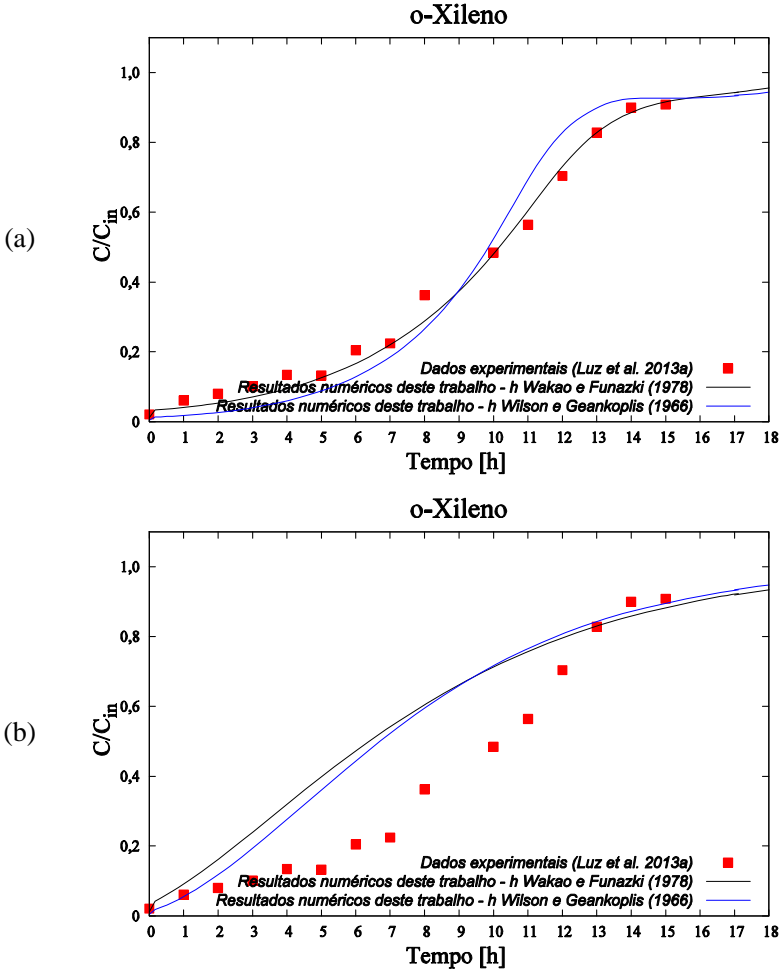 o-Xileno
(a)
C/Cin
1,0
0,8
0,6
0,4
0,2
0
Dados experimentais (Luz et al. 2013a)
Resultados numéricos deste trabalho - h Wakao e Funazki (1978)
Resultados numéricos deste trabalho - h Wilson e Geankoplis (1966)
0 1 2 3 4 5 6 7 8 9 10 11 12 13 14 15 16 17 18
Tempo [h]
o-Xileno
(b)
C/Cin
1,0
0,8
0,6
0,4
0,2
0
Dados experimentais (Luz et al. 2013a)
Resultados numéricos deste trabalho - h Wakao e Funazki (1978)
Resultados numéricos deste trabalho - h Wilson e Geankoplis (1966)
0 1 2 3 4 5 6 7 8 9 10 11 12 13 14 15 16 17 18
Tempo [h]